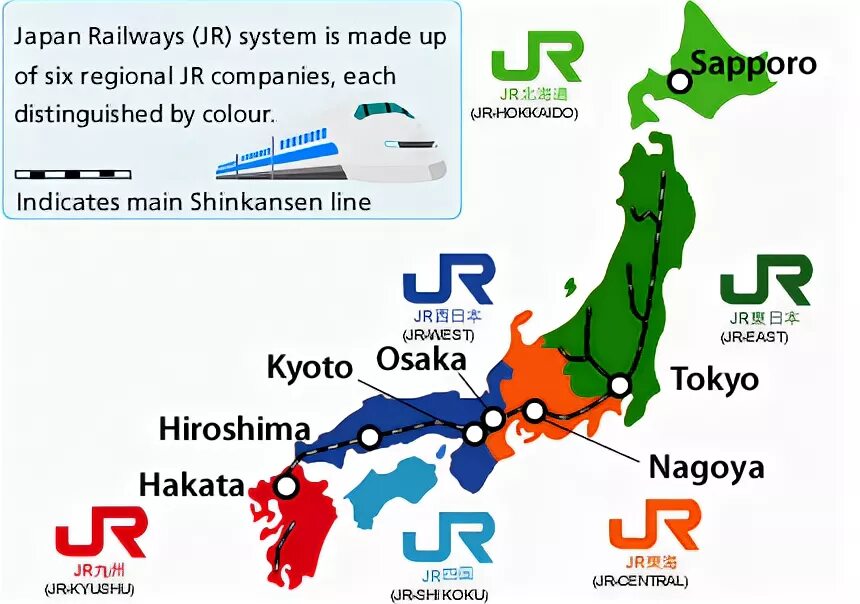 Japan Railways (JR) system is made up
of six regional JR companies, each
distinguished by colour.
Indicates main Shinkansen line
JR
JR北海道
(JR-HOKKAIDO)
Sapporo
JR
JR西日本
(JR-WEST)
JR
JR東日本
(JR-EAST)
Kyoto
Osaka
Tokyo
Hiroshima
Nagoya
Hakata
JR
JR九州
(JR-KYUSHU)
JR
JR四国
(JR-SHIKOKU)
JR
JR東海
(JR-CENTRAL)